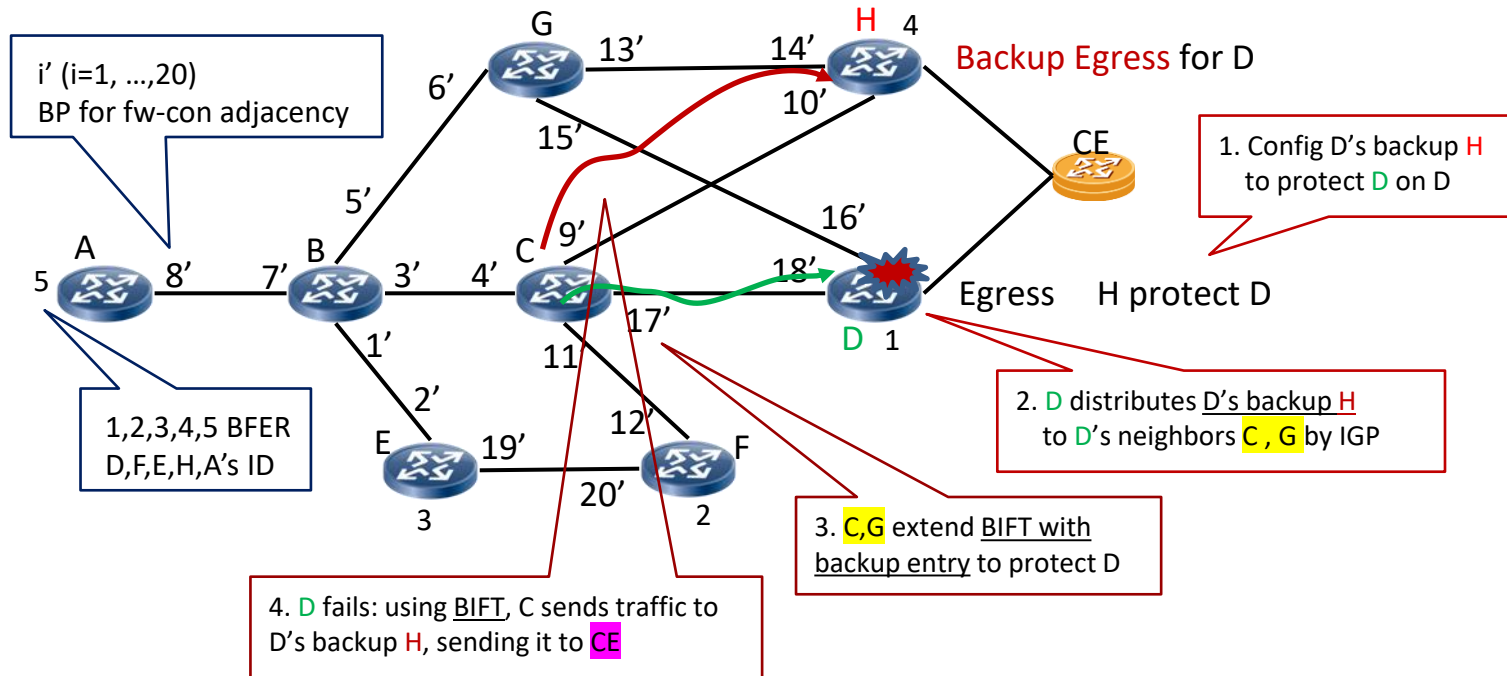 G
H
4
13’
14’
Backup Egress for D
i’ (i=1, …,20)
BP for fw-con adjacency
6’
10’
15’
CE
1. Config D’s backup H
to protect D on D
5’
16’
A
B
C
9’
5
8’
7’
3’
4’
18’
Egress
H protect D
17’
D
1
1’
11’
2. D distributes D’s backup H
to D’s neighbors C , G by IGP
1,2,3,4,5 BFER
D,F,E,H,A’s ID
2’
12’
E
19’
F
20’
3
2
3. C,G extend BIFT with
backup entry to protect D
4. D fails: using BIFT, C sends traffic to
D’s backup H, sending it to CE